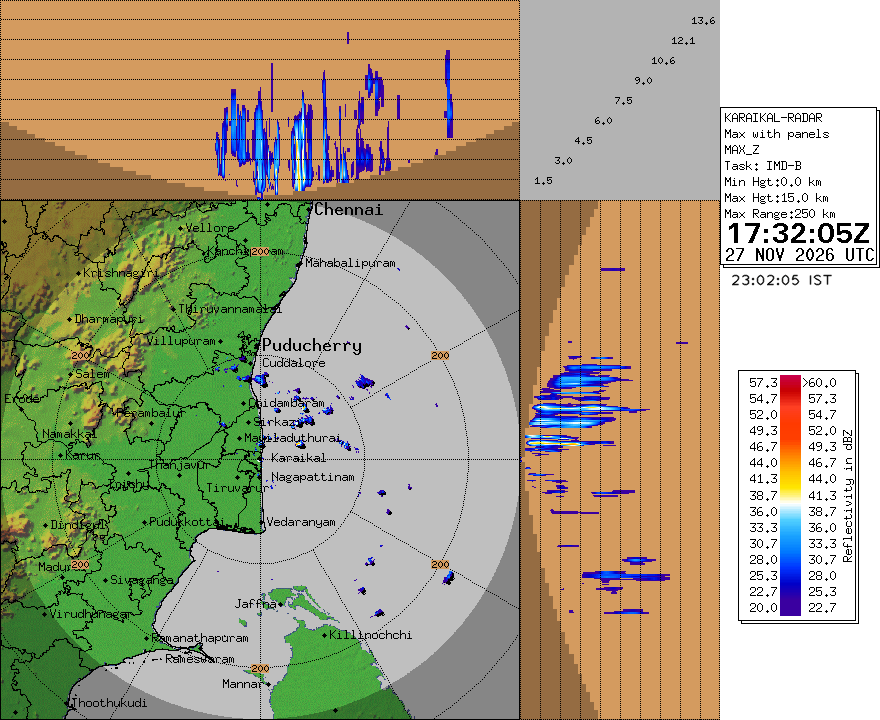 13.6
12.1
10.6
9.0
7.5
6.0
4.5
3.0
1.5
KARAIKAL-RADAR
Max with panels
MAX_Z
Task: IMD-B
Min Hgt:0.0 km
Max Hgt:15.0 km
Max Range:250 km
17:32:05Z
27 NOV 2026 UTC
23:02:05 IST
Chennai
Vellore
200
Mahabalipuram
Krishnagiri
Thiruvannamalai
Dharmapuri
Villupuram
Puducherry
200
200
Cuddalore
Salem
Erode
Chidambaram
Perambalur
Sirkazi
Namakkal
Mayiladuthurai
Karur
Karaikal
Thanjavur
Nagapattinam
Tiruvarur
Dindigul
Pudukkottai
Vedaranyam
200
200
Madurai
Sivaganga
Jaffna
Virudhunagar
Ramanathapuram
Killinochchi
Rameswaram
200
Mannar
Thoothukudi
57.3 >60.0
54.7 57.3
52.0 54.7
49.3 52.0
46.7 49.3
44.0 46.7
41.3 44.0
38.7 41.3
36.0 38.7
33.3 36.0
30.7 33.3
28.0 30.7
25.3 28.0
22.7 25.3
20.0 22.7
Reflectivity in dBZ